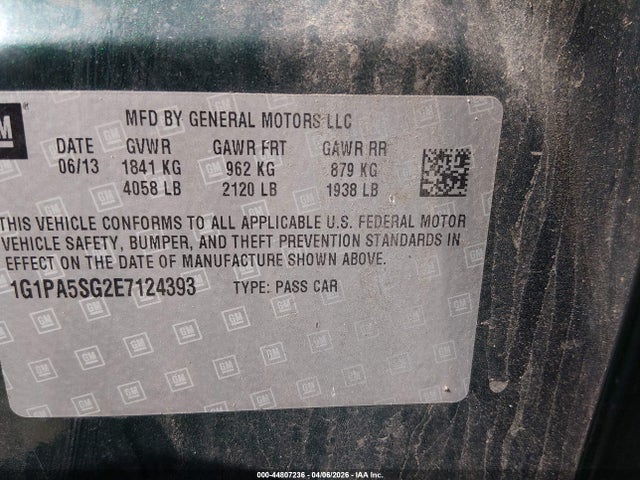 GM
MFD BY GENERAL MOTORS LLC
DATE GVWR GAWR FRT GAWR RR
06/13 1841 KG 962 KG 879 KG
4058 LB 2120 LB 1938 LB
THIS VEHICLE CONFORMS TO ALL APPLICABLE U.S. FEDERAL MOTOR
VEHICLE SAFETY, BUMPER, AND THEFT PREVENTION STANDARDS IN
EFFECT ON THE DATE OF MANUFACTURE SHOWN ABOVE.
1G1PA5SG2E7124393 TYPE: PASS CAR
000-44807236 - 04/06/2026 - IAA Inc.